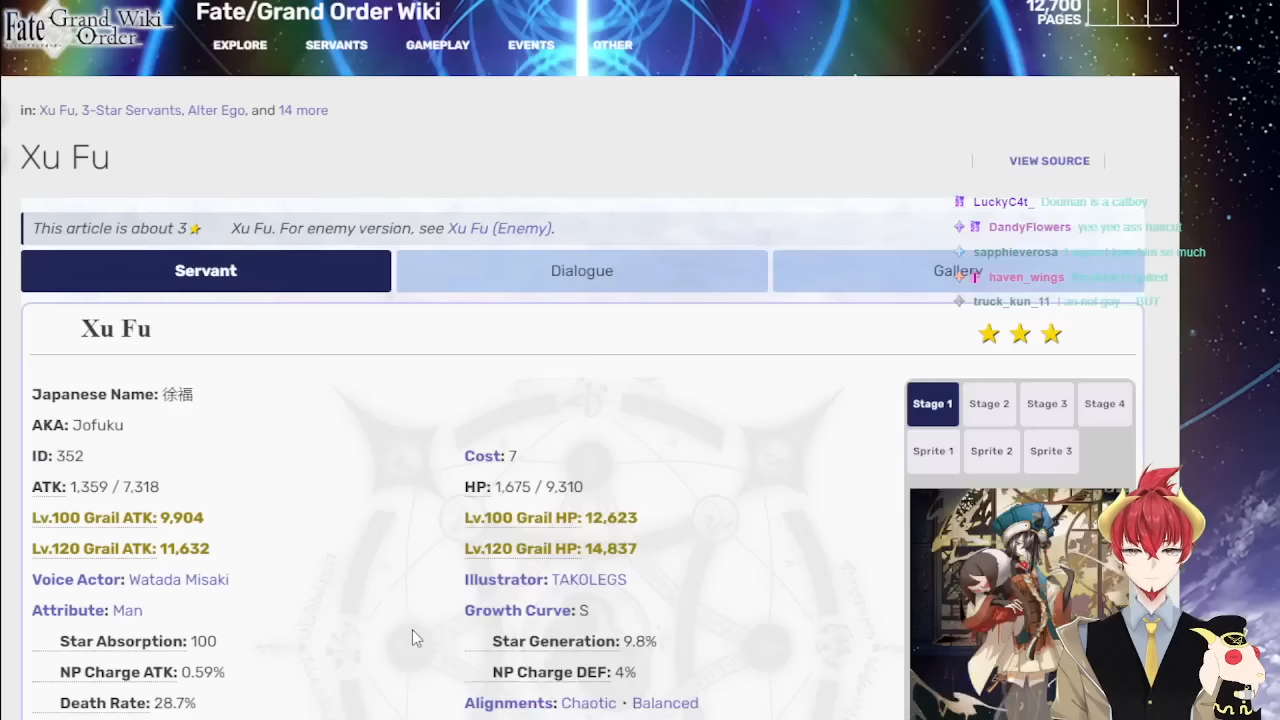 Fate Grand Order Wiki
Fate/Grand Order Wiki
12,700
PAGES
EXPLORE SERVANTS GAMEPLAY EVENTS OTHER
in: Xu Fu, 3-Star Servants, Alter Ego, and 14 more
Xu Fu
VIEW SOURCE
LuckyC4t_ Douman is a catboy
This article is about 3★ Xu Fu. For enemy version, see Xu Fu (Enemy).
DandyFlowers yee yee ass haircut
sapphieverosa him so much
Servant Dialogue Gallery
haven_wings
truck_kun_11 I am not gay BUT
Xu Fu
Japanese Name: 徐福
Stage 1 Stage 2 Stage 3 Stage 4
AKA: Jofuku
Sprite 1 Sprite 2 Sprite 3
ID: 352 Cost: 7
ATK: 1,359 / 7,318 HP: 1,675 / 9,310
Lv.100 Grail ATK: 9,904 Lv.100 Grail HP: 12,623
Lv.120 Grail ATK: 11,632 Lv.120 Grail HP: 14,837
Voice Actor: Watada Misaki Illustrator: TAKOLEGS
Attribute: Man Growth Curve: S
Star Absorption: 100 Star Generation: 9.8%
NP Charge ATK: 0.59% NP Charge DEF: 4%
Death Rate: 28.7% Alignments: Chaotic・Balanced